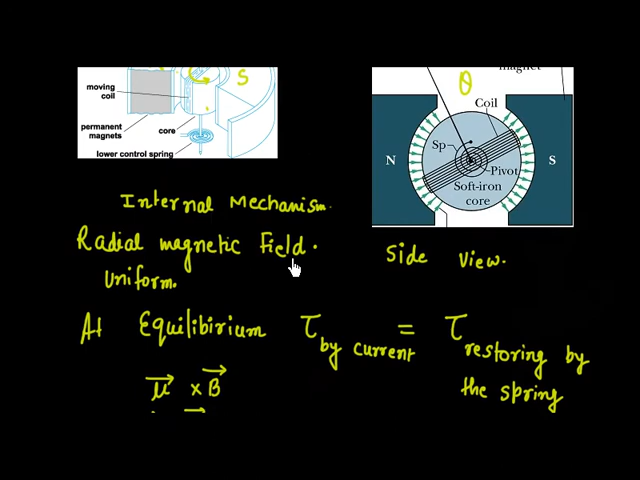 S
moving
coil
permanent
magnets
core
lower control spring
θ
magnet
Coil
Sp
N
S
Pivot
Soft-iron
core
Internal Mechanism.
Radial magnetic Field.
Uniform.
Side View.
At Equilibirium τ by current = τ restoring by
the spring
μ × B